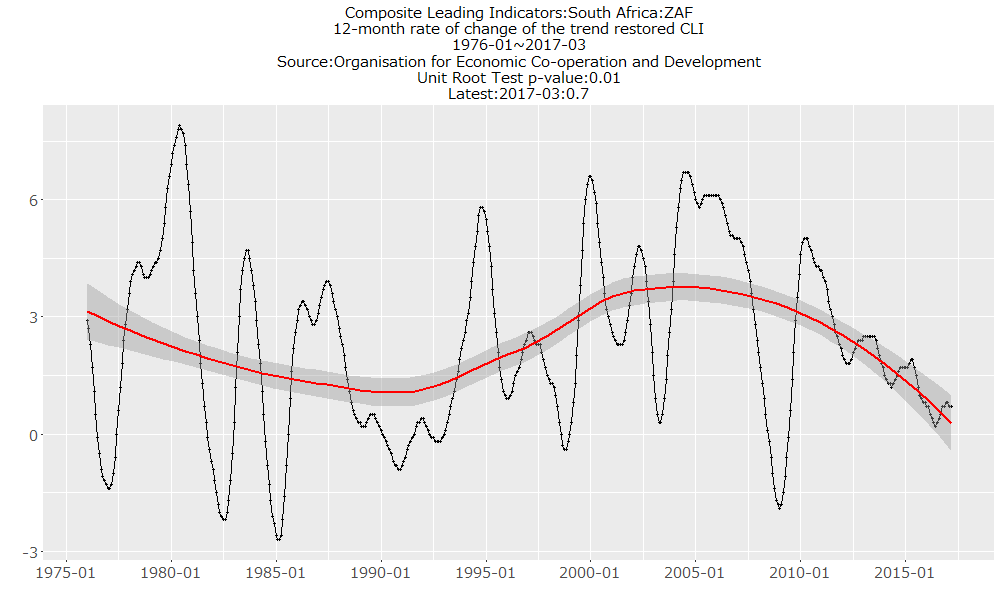 Composite Leading Indicators:South Africa:ZAF
12-month rate of change of the trend restored CLI
1976-01~2017-03
Source:Organisation for Economic Co-operation and Development
Unit Root Test p-value:0.01
Latest:2017-03:0.7
6
3
0
-3
1975-01 1980-01 1985-01 1990-01 1995-01 2000-01 2005-01 2010-01 2015-01